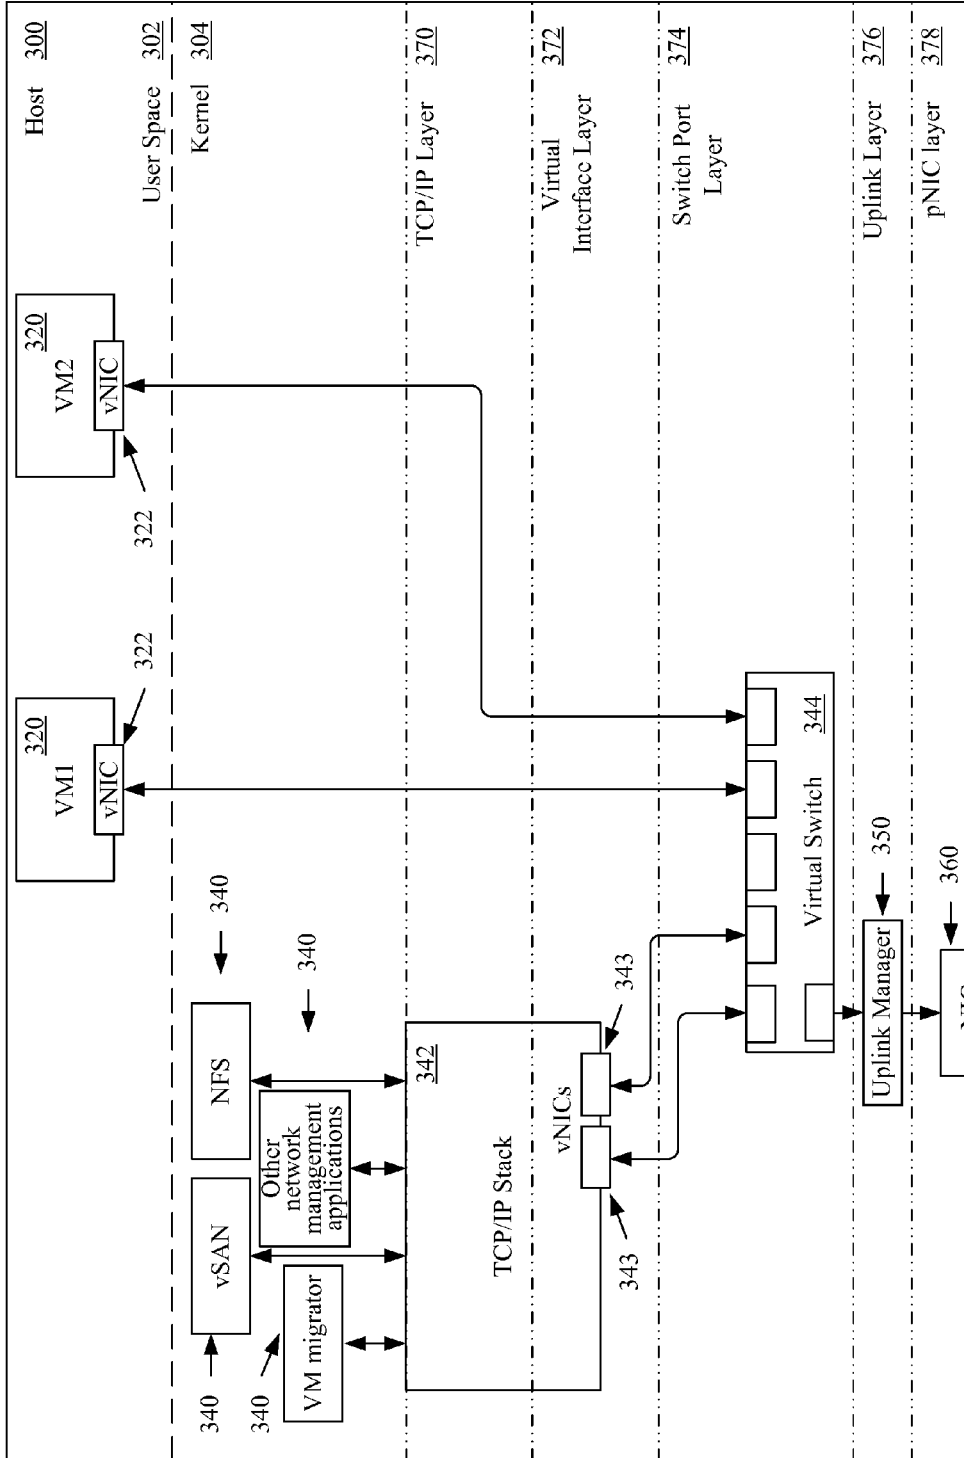 Host 300
User Space 302
Kernel 304
TCP/IP Layer 370
Virtual
Interface Layer 372
Switch Port
Layer 374
Uplink Layer 376
pNIC layer 378
320
VM2
vNIC
322
320
VM1
vNIC
322
NFS
340
340
Other
network
management
applications
vSAN
340
VM migrator
340
342
TCP/IP Stack
vNICs
343
343
344
Virtual Switch
Uplink Manager
350
360